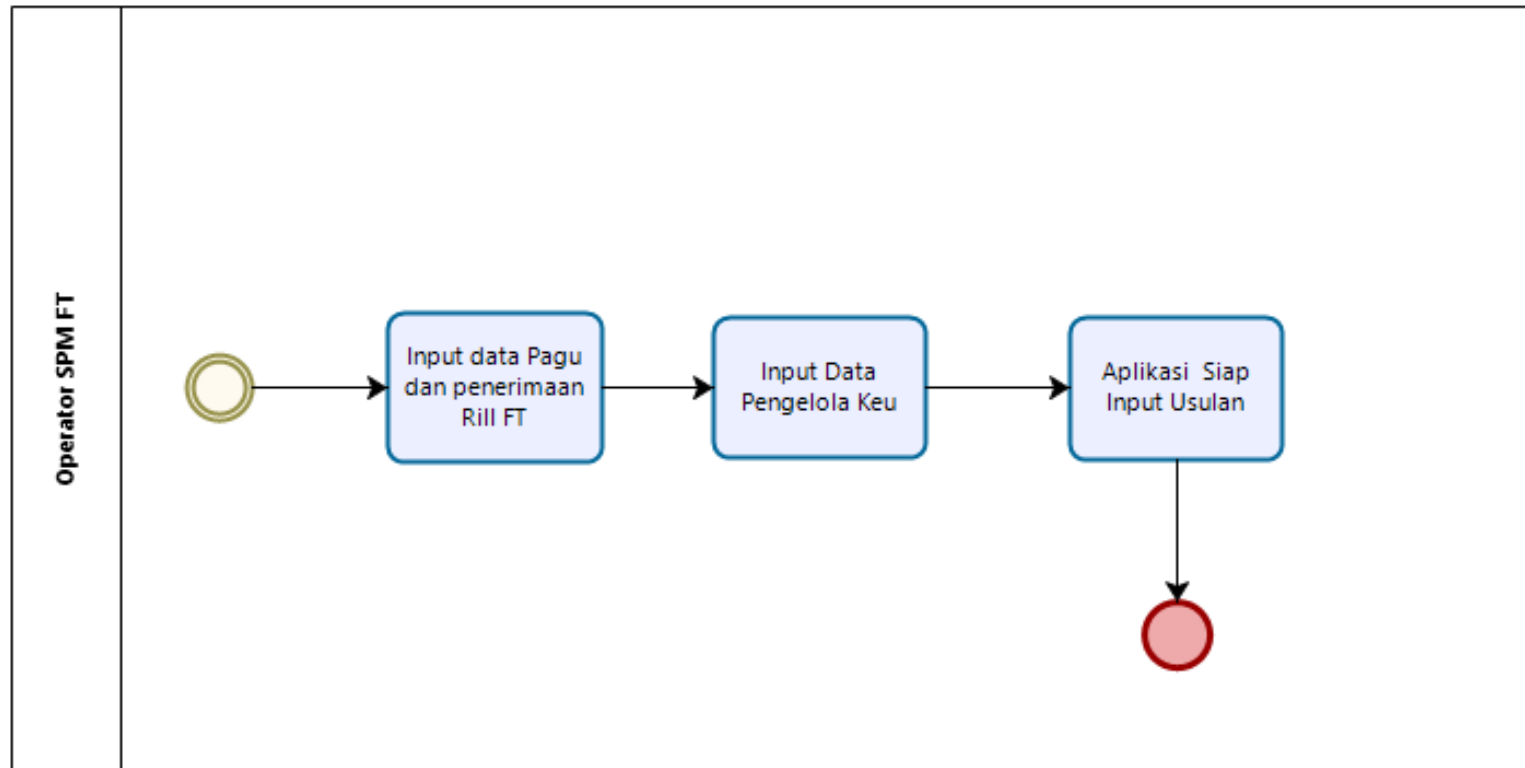 Operator SPM FT
Input data Pagu
dan penerimaan
Rill FT
Input Data
Pengelola Keu
Aplikasi  Siap
Input Usulan